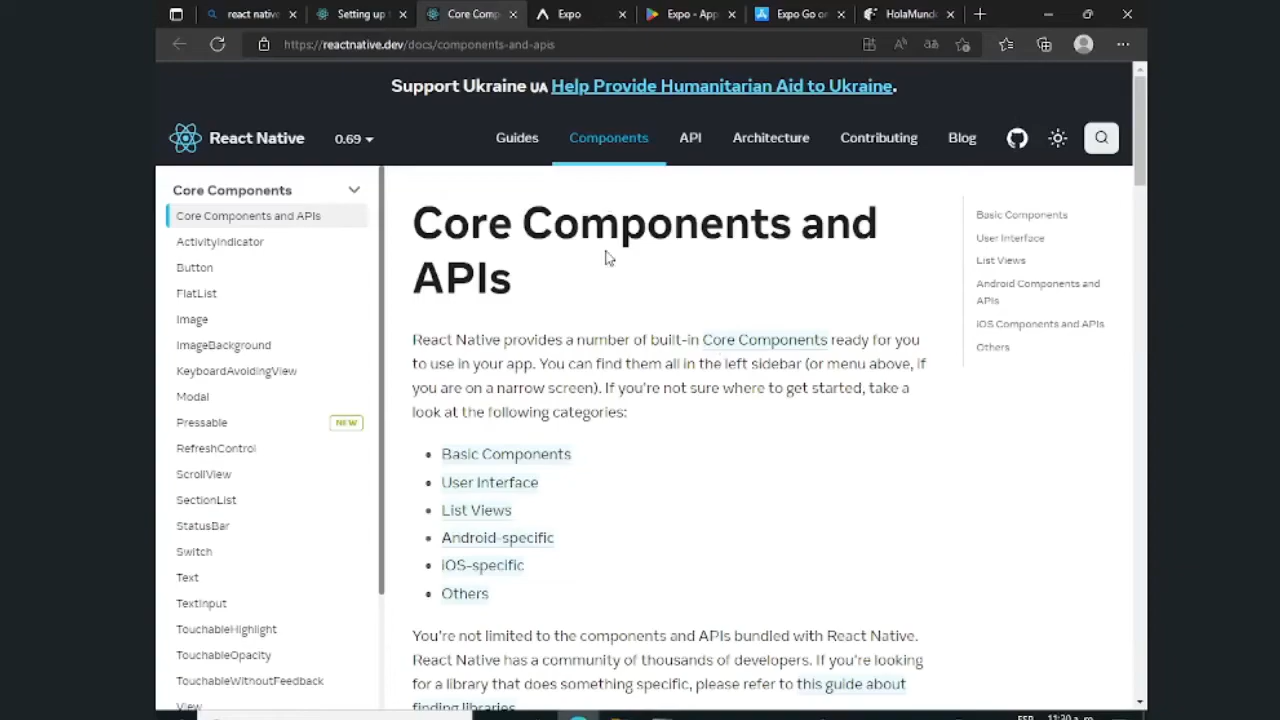 react native
Setting up
Core Comp
Expo
Expo - App
Expo Go on
HolaMund
https://reactnative.dev/docs/components-and-apis
Support Ukraine UA Help Provide Humanitarian Aid to Ukraine.
React Native
0.69
Guides
Components
API
Architecture
Contributing
Blog
Core Components
Core Components and APIs
ActivityIndicator
Button
FlatList
Image
ImageBackground
KeyboardAvoidingView
Modal
Pressable
NEW
RefreshControl
ScrollView
SectionList
StatusBar
Switch
Text
TextInput
TouchableHighlight
TouchableOpacity
TouchableWithoutFeedback
View
Core Components and
APIs
React Native provides a number of built-in Core Components ready for you
to use in your app. You can find them all in the left sidebar (or menu above, if
you are on a narrow screen). If you're not sure where to get started, take a
look at the following categories:
Basic Components
User Interface
List Views
Android-specific
iOS-specific
Others
You're not limited to the components and APIs bundled with React Native.
React Native has a community of thousands of developers. If you're looking
for a library that does something specific, please refer to this guide about
finding libraries.
Basic Components
User Interface
List Views
Android Components and
APIs
iOS Components and APIs
Others
ESP
11:20 a. m.